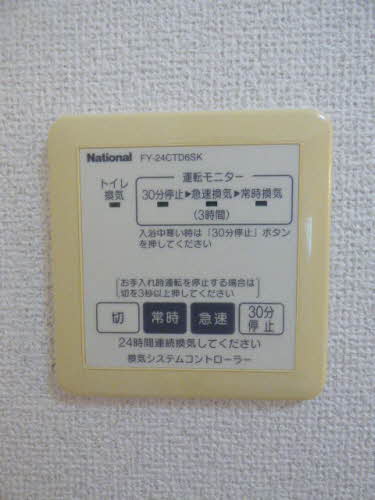 National FY-24CTD6SK
運転モニター
トイレ
換気
30分停止▶急速換気▶常時換気
(3時間)
入浴中寒い時は「30分停止」ボタン
を押してください
お手入れ時運転を停止する場合は
切を3秒以上押してください
切 常時 急速 30分
停止
24時間連続換気してください
換気システムコントローラー